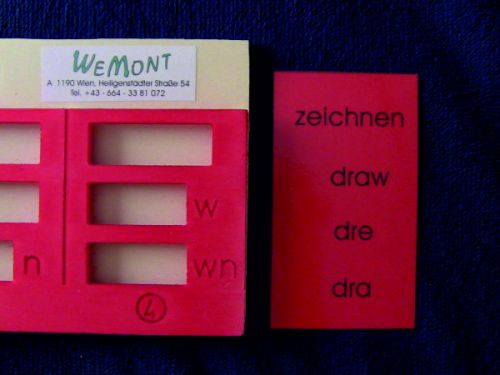 WEMONT
A 1190 Wien, Heiligenstädter Straße 54
Tel. +43 - 664 - 33 81 072
w
n
wn
4
zeichnen
draw
dre
dra